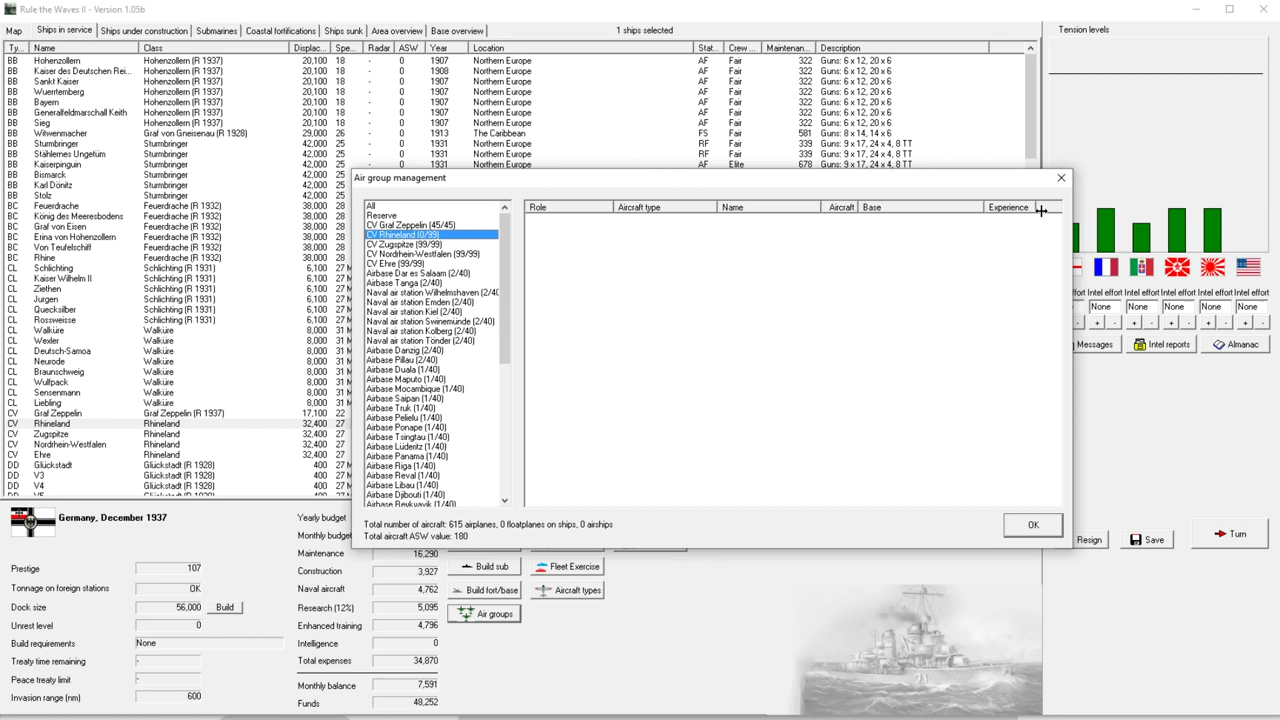 Rule the Waves II - Version 1.05b
Map Ships in service Ships under construction Submarines Coastal fortifications Ships sunk Area overview Base overview 1 ships selected
Ty... Name Class Displac... Spe... Radar ASW Year Location Stat... Crew ... Maintenan... Description
BB Hohenzollern Hohenzollern (R 1937) 20,100 18 - 0 1907 Northern Europe AF Fair 322 Guns: 6 x 12, 20 x 6
BB Kaiser des Deutschen Rei... Hohenzollern (R 1937) 20,100 18 - 0 1908 Northern Europe AF Fair 322 Guns: 6 x 12, 20 x 6
BB Sankt Kaiser Hohenzollern (R 1937) 20,100 18 - 0 1907 Northern Europe AF Fair 322 Guns: 6 x 12, 20 x 6
BB Wuerrtemberg Hohenzollern (R 1937) 20,100 18 - 0 1907 Northern Europe AF Fair 322 Guns: 6 x 12, 20 x 6
BB Bayern Hohenzollern (R 1937) 20,100 18 - 0 1907 Northern Europe AF Fair 322 Guns: 6 x 12, 20 x 6
BB Generalfeldmarschall Keith Hohenzollern (R 1937) 20,100 18 - 0 1907 Northern Europe AF Fair 322 Guns: 6 x 12, 20 x 6
BB Sieg Hohenzollern (R 1937) 20,100 18 - 0 1907 Northern Europe AF Fair 322 Guns: 6 x 12, 20 x 6
BB Witwenmacher Graf von Gneisenau (R 1928) 29,000 26 - 0 1913 The Caribbean FS Fair 581 Guns: 8 x 14, 14 x 6
BB Sturmbringer Sturmbringer 42,000 25 - 0 1931 Northern Europe RF Fair 339 Guns: 9 x 17, 24 x 4, 8 TT
BB Stählernes Ungetüm Sturmbringer 42,000 25 - 0 1931 Northern Europe RF Fair 339 Guns: 9 x 17, 24 x 4, 8 TT
BB Kaiserpinguin Sturmbringer 42,000 25 - 0 1931 Northern Europe AF Elite 678 Guns: 9 x 17, 24 x 4, 8 TT
BB Bismarck Sturmbringer 42,000 25
BB Karl Dönitz Sturmbringer 42,000 25
BB Stolz Sturmbringer 42,000 25
BC Feuerdrache Feuerdrache (R 1932) 49,000 28
BC König des Meeresbodens Feuerdrache (R 1932) 49,000 28
BC Erina von Hohenzollern Feuerdrache (R 1932) 49,000 28
BC Von Teufelschiff Feuerdrache (R 1932) 49,000 28
BC Rhine Feuerdrache (R 1932) 49,000 28
CL Schlichting Schlichting (R 1931) 6,100 27 M
CL Kaiser Wilhelm II Schlichting (R 1931) 6,100 27 M
CL Ziethen Schlichting (R 1931) 6,100 27 M
CL Jurgen Schlichting (R 1931) 6,100 27 M
CL Quecksilber Schlichting (R 1931) 6,100 27 M
CL Rossweisse Schlichting (R 1931) 6,100 27 M
CL Walküre Walküre 8,000 31 M
CL Wexler Walküre 8,000 31 M
CL Deutsch-Samoa Walküre 8,000 31 M
CL Neurode Walküre 8,000 31 M
CL Braunschweig Walküre 8,000 31 M
CL Wulfpack Walküre 8,000 31 M
CL Sensenmann Walküre 8,000 31 M
CL Liebling Walküre 8,000 31 M
CV Graf Zeppelin Graf Zeppelin (R 1937) 17,100 22
CV Rhineland Rhineland 32,400 27
CV Zugspitze Rhineland 32,400 27
CV Nordrhein-Westfalen Rhineland 32,400 27
CV Ehre Rhineland 32,400 27
DD Glückstadt Glückstadt (R 1928) 400 27 M
DD V3 Glückstadt (R 1928) 400 27 M
DD V4 Glückstadt (R 1928) 400 27 M
Air group management
All
Reserve
CV Graf Zeppelin (45/45)
CV Rhineland (0/99)
CV Zugspitze (99/99)
CV Nordrhein-Westfalen (99/99)
CV Ehre (99/99)
Airbase Dar es Salaam (2/40)
Airbase Tanga (2/40)
Naval air station Wilhelmshaven (2/40
Naval air station Emden (2/40)
Naval air station Kiel (2/40)
Naval air station Swinemünde (2/40)
Naval air station Kolberg (2/40)
Naval air station Tönder (2/40)
Airbase Danzig (2/40)
Airbase Pillau (2/40)
Airbase Duala (1/40)
Airbase Maputo (1/40)
Airbase Mocambique (1/40)
Airbase Saipan (1/40)
Airbase Truk (1/40)
Airbase Pelieliu (1/40)
Airbase Ponape (1/40)
Airbase Tsingtau (1/40)
Airbase Lüderitz (1/40)
Airbase Panama (1/40)
Airbase Riga (1/40)
Airbase Reval (1/40)
Airbase Libau (1/40)
Airbase Djibouti (1/40)
Airbase Reykjavik (1/40)
Role Aircraft type Name Aircraft Base Experience
Total number of aircraft: 615 airplanes, 0 floatplanes on ships, 0 airships
Total aircraft ASW value: 180
OK
Tension levels
ffort Intel effort Intel effort Intel effort Intel effort Intel effort
None None None None None
- + - + - + - + - + -
Messages Intel reports Almanac
Resign Save Turn
Germany, December 1937
Prestige 107
Tonnage on foreign stations OK
Dock size 56,000 Build
Unrest level 0
Build requirements None
Treaty time remaining -
Peace treaty limit -
Invasion range (nm) 600
Yearly budget
Monthly budget
Maintenance 16,290
Construction 3,927
Naval aircraft 4,762
Research (12%) 5,095
Enhanced training 4,796
Intelligence 0
Total expenses 34,870
Monthly balance 7,591
Funds 48,252
Build sub Fleet Exercise
Build fort/base Aircraft types
Air groups
71